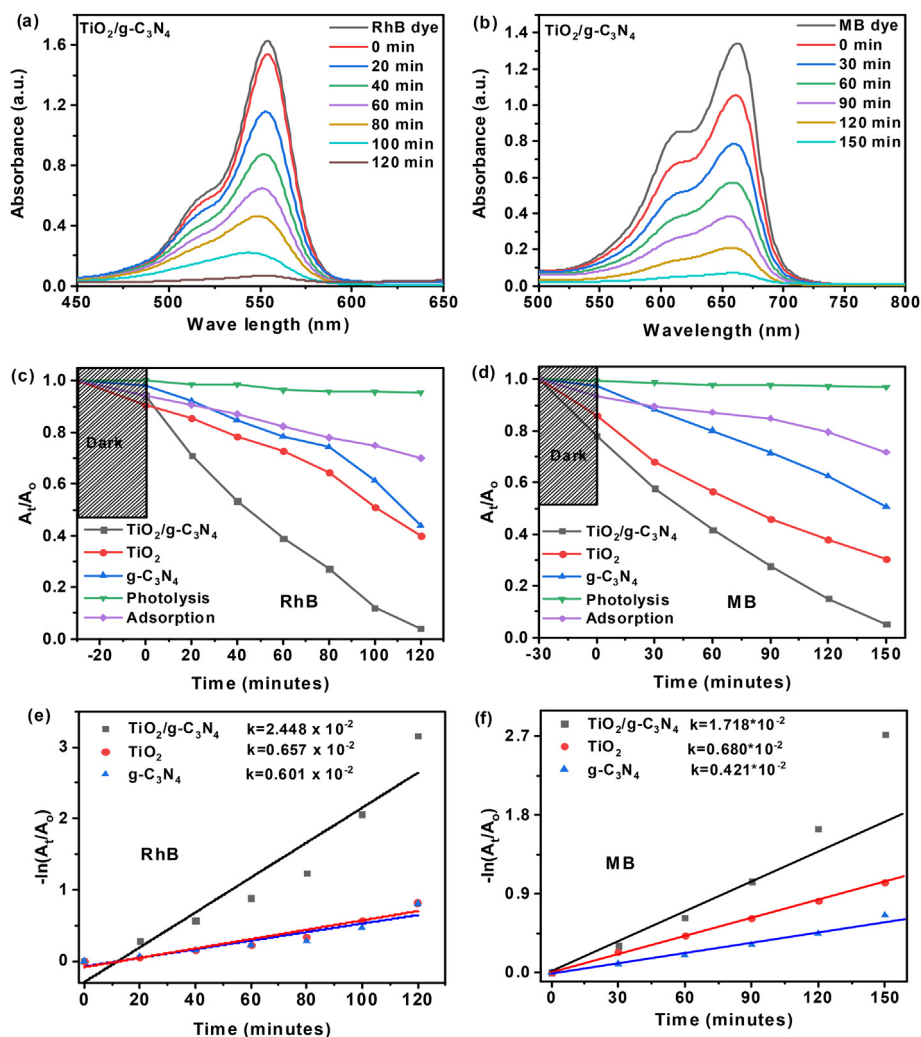 (a)
TiO₂/g-C₃N₄
RhB dye
0 min
20 min
40 min
60 min
80 min
100 min
120 min
Absorbance (a.u.)
1.6
1.2
0.8
0.4
0.0
450 500 550 600 650
Wave length (nm)
(b)
TiO₂/g-C₃N₄
MB dye
0 min
30 min
60 min
90 min
120 min
150 min
Absorbance (a.u.)
1.4
1.2
1.0
0.8
0.6
0.4
0.2
0.0
500 550 600 650 700 750 800
Wavelength (nm)
(c)
Aₜ/Aₒ
1.0
0.8
0.6
0.4
0.2
0.0
Dark
TiO₂/g-C₃N₄
TiO₂
g-C₃N₄
Photolysis
Adsorption
RhB
-20 0 20 40 60 80 100 120
Time (minutes)
(d)
Aₜ/Aₒ
1.0
0.8
0.6
0.4
0.2
0.0
Dark
TiO₂/g-C₃N₄
TiO₂
g-C₃N₄
Photolysis
Adsorption
MB
-30 0 30 60 90 120 150
Time (minutes)
(e)
TiO₂/g-C₃N₄ k=2.448 x 10⁻²
TiO₂ k=0.657 x 10⁻²
g-C₃N₄ k=0.601 x 10⁻²
-ln(Aₜ/Aₒ)
3
2
1
0
RhB
0 20 40 60 80 100 120
Time (minutes)
(f)
TiO₂/g-C₃N₄ k=1.718*10⁻²
TiO₂ k=0.680*10⁻²
g-C₃N₄ k=0.421*10⁻²
-ln(Aₜ/Aₒ)
2.7
1.8
0.9
0.0
MB
0 30 60 90 120 150
Time (minutes)